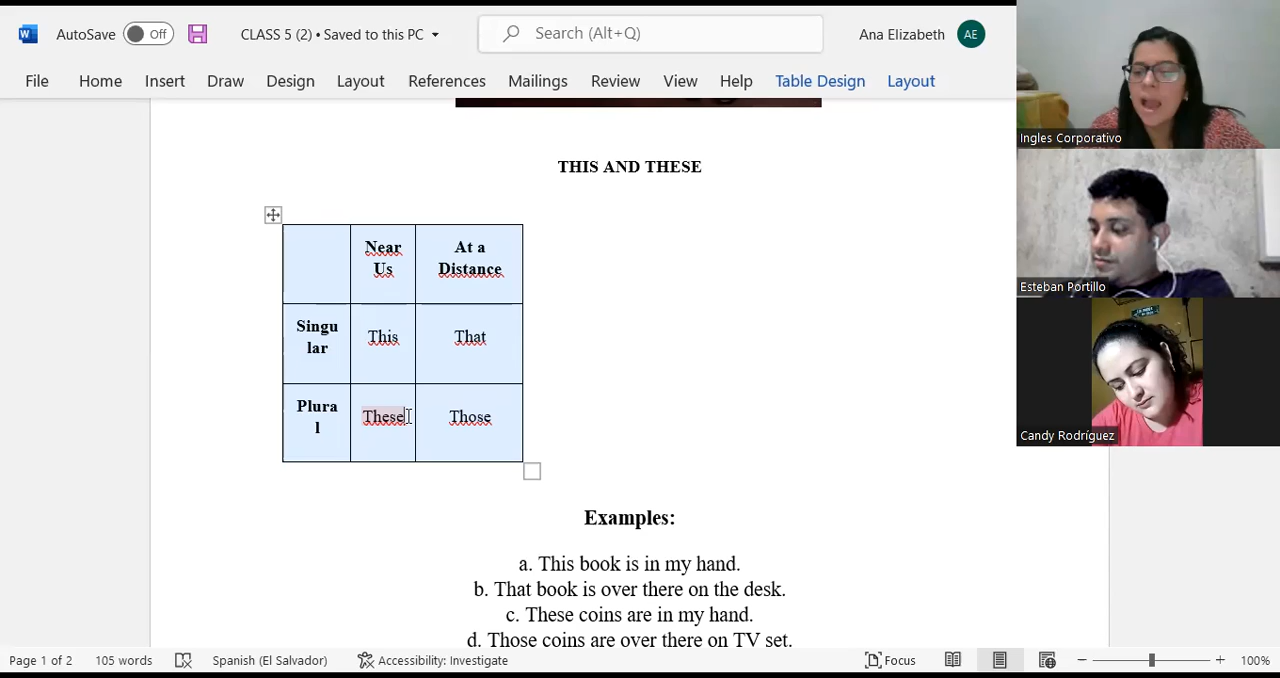 AutoSave Off CLASS 5 (2) • Saved to this PC Search (Alt+Q) Ana Elizabeth AE
File Home Insert Draw Design Layout References Mailings Review View Help Table Design Layout
Ingles Corporativo
Esteban Portillo
Candy Rodríguez
THIS AND THESE
Near At a
Us Distance
Singu
lar This That
Plura
l These Those
Examples:
a. This book is in my hand.
b. That book is over there on the desk.
c. These coins are in my hand.
d. Those coins are over there on TV set.
Page 1 of 2 105 words Spanish (El Salvador) Accessibility: Investigate Focus 100%